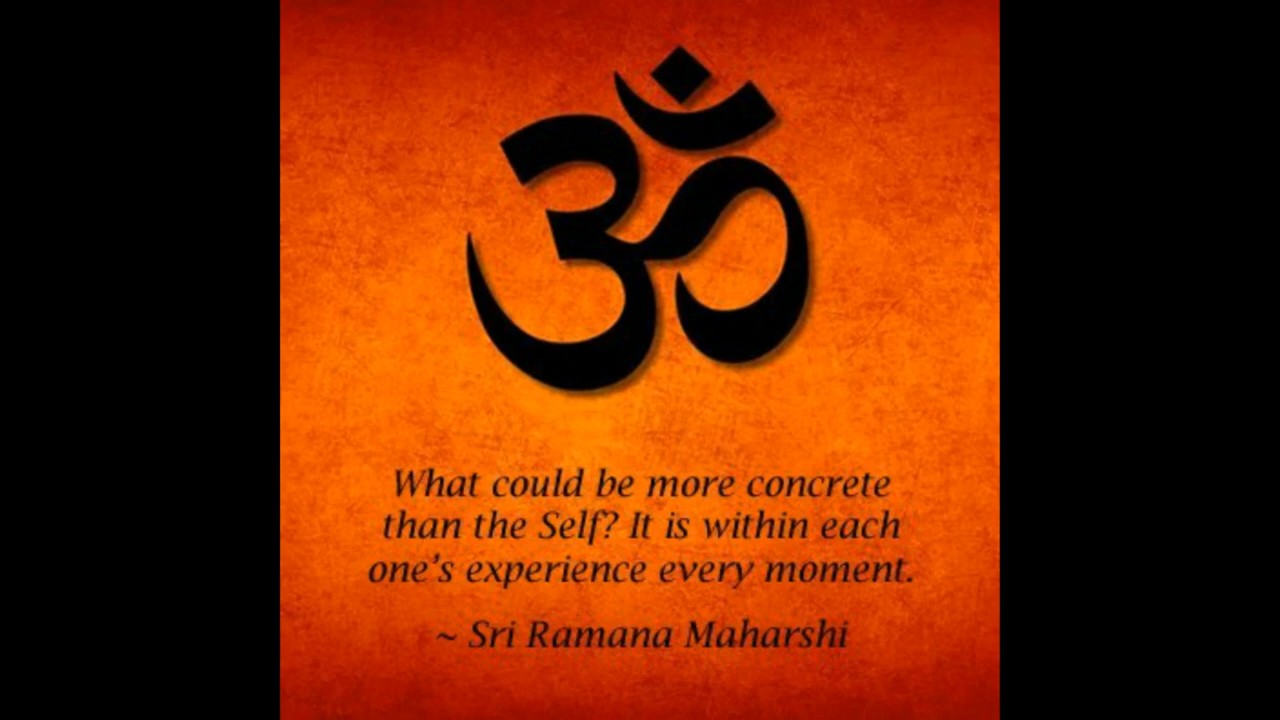 ॐ
What could be more concrete
than the Self? It is within each
one's experience every moment.
~ Sri Ramana Maharshi